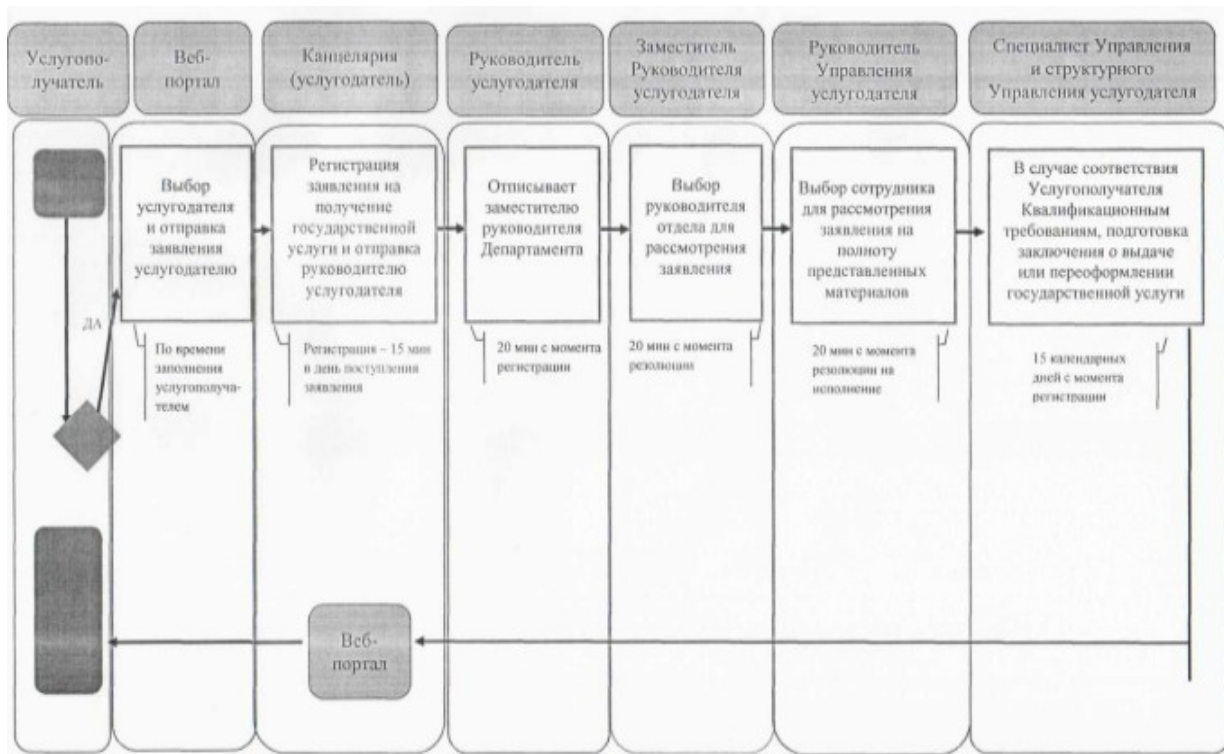 Услугопо-
лучатель
Веб-
портал
Канцелярия
(услугодатель)
Руководитель
услугодателя
Заместитель
Руководителя
услугодателя
Руководитель
Управления
услугодателя
Специалист Управления
и структурного
Управления услугодателя
Выбор
услугодателя
и отправка
заявления
услугодателю
Регистрация
заявления на
получение
государственной
услуги и отправка
руководителю
услугодателя
Отписывает
заместителю
руководителя
Департамента
Выбор
руководителя
отдела для
рассмотрения
заявления
Выбор сотрудника
для рассмотрения
заявления на
полноту
представленных
материалов
В случае соответствия
Услугополучателя
Квалификационным
требованиям, подготовка
заключения о выдаче
или переоформлении
государственной услуги
ДА
По времени
заполнения
услугополуча-
телем
Регистрация – 15 мин
в день поступления
заявления
20 мин с момента
регистрации
20 мин с момента
резолюции
20 мин с момента
резолюции на
исполнение
15 календарных
дней с момента
регистрации
Веб-
портал